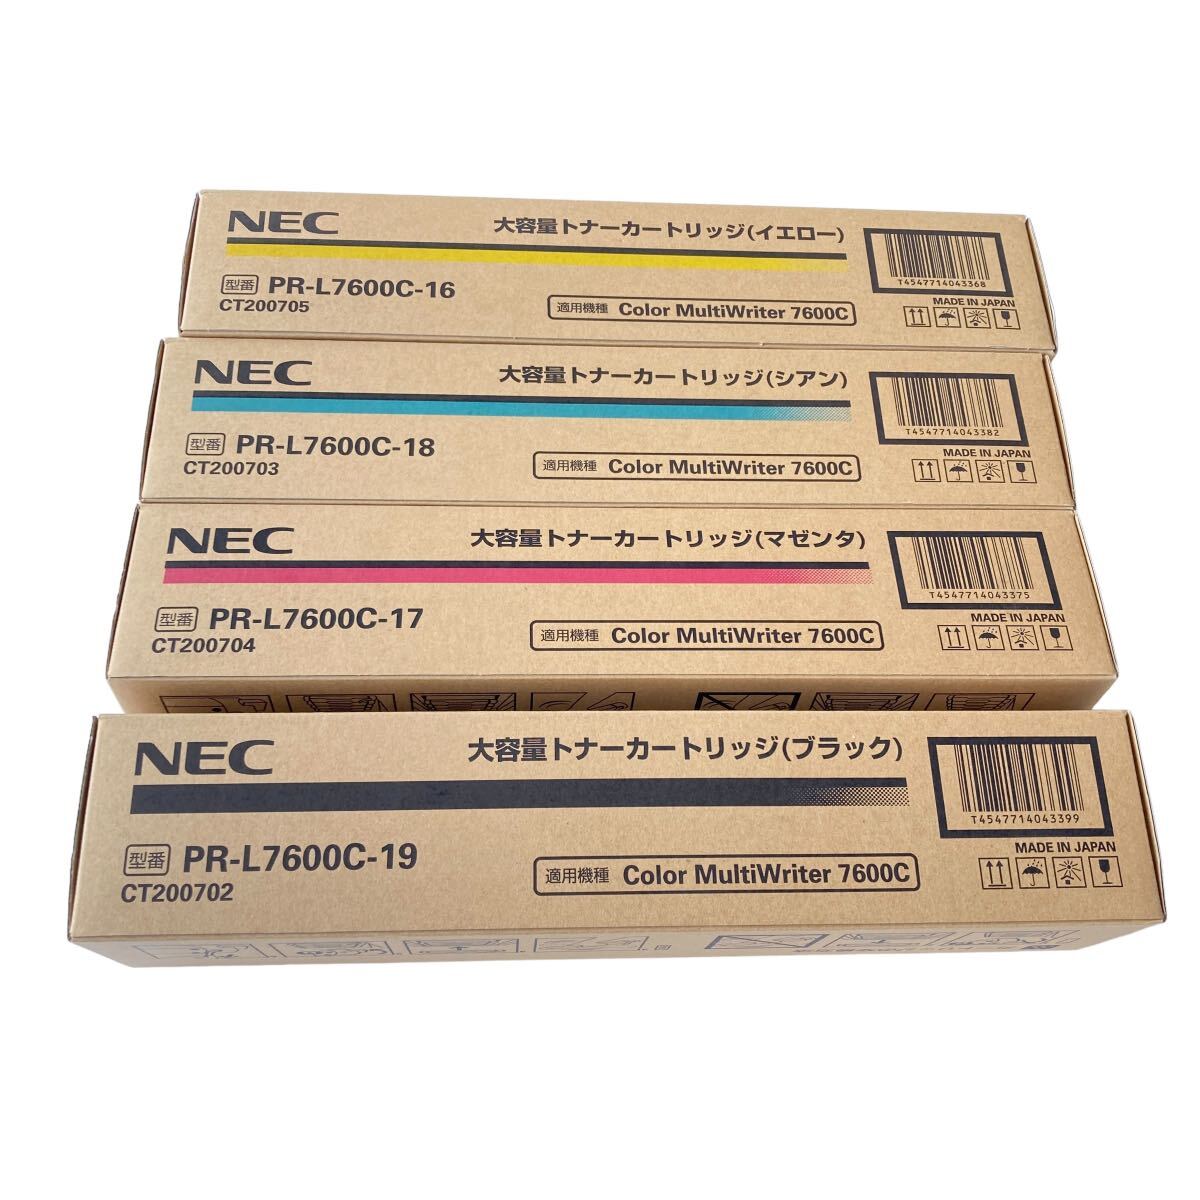 NEC
大容量トナーカートリッジ(イエロー)
T4547714043368
型番 PR-L7600C-16
MADE IN JAPAN
CT200705
適用機種 Color MultiWriter 7600C
NEC
大容量トナーカートリッジ(シアン)
T4547714043382
型番 PR-L7600C-18
MADE IN JAPAN
CT200703
適用機種 Color MultiWriter 7600C
NEC
大容量トナーカートリッジ(マゼンタ)
T4547714043375
型番 PR-L7600C-17
MADE IN JAPAN
CT200704
適用機種 Color MultiWriter 7600C
NEC
大容量トナーカートリッジ(ブラック)
T4547714043399
型番 PR-L7600C-19
MADE IN JAPAN
CT200702
適用機種 Color MultiWriter 7600C